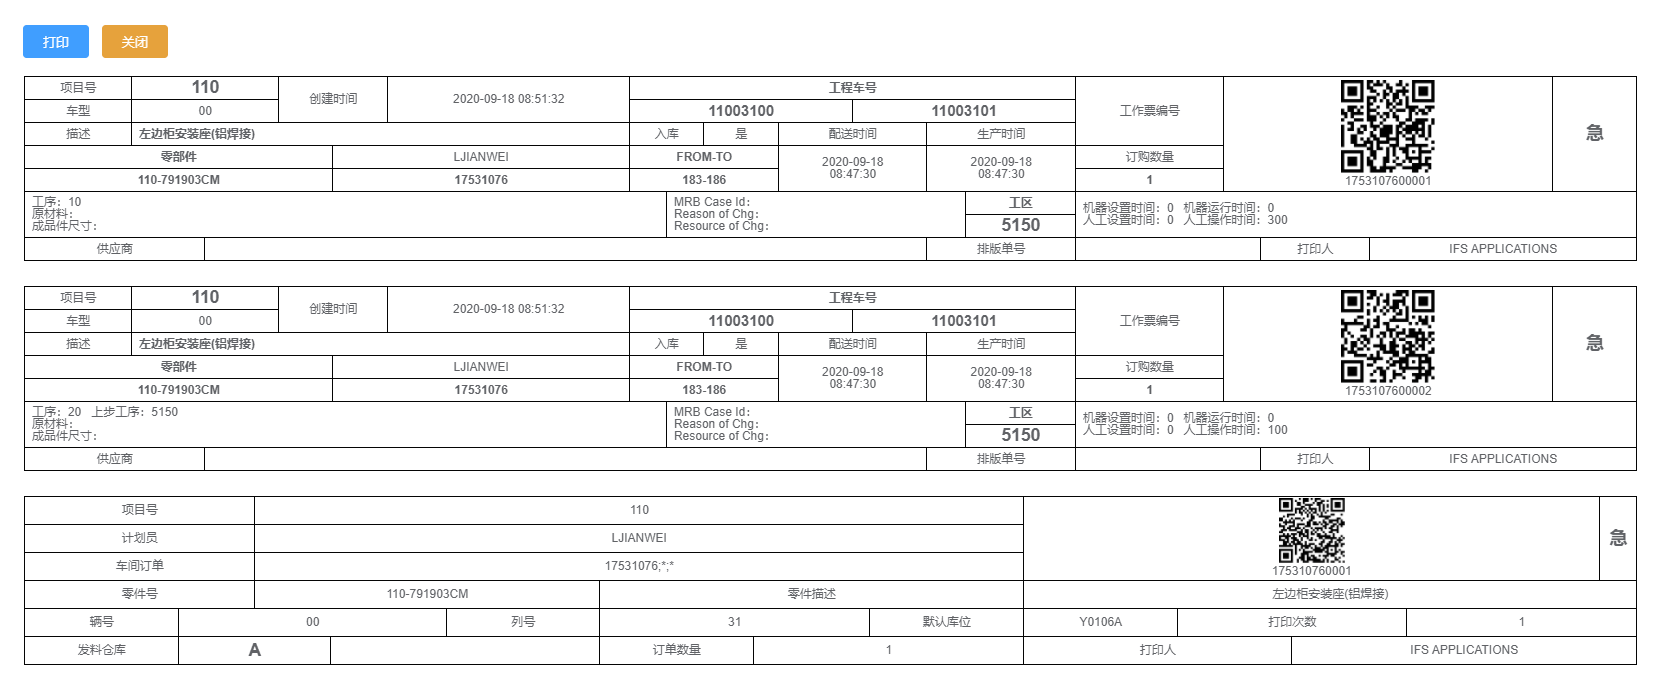 打印 关闭
项目号 110 创建时间 2020-09-18 08:51:32 工程车号 工作票编号 急
车型 00 11003100 11003101
描述 左边柜安装座(铝焊接) 入库 是 配送时间 生产时间
零部件 LJIANWEI FROM-TO 2020-09-18 08:47:30 2020-09-18 08:47:30 订购数量
110-791903CM 17531076 183-186 1 1753107600001
工序：10 MRB Case Id： 工区 机器设置时间：0 机器运行时间：0
原材料： Reason of Chg： 人工设置时间：0 人工操作时间：300
成品件尺寸： Resource of Chg： 5150
供应商 排版单号 打印人 IFS APPLICATIONS
项目号 110 创建时间 2020-09-18 08:51:32 工程车号 工作票编号 急
车型 00 11003100 11003101
描述 左边柜安装座(铝焊接) 入库 是 配送时间 生产时间
零部件 LJIANWEI FROM-TO 2020-09-18 08:47:30 2020-09-18 08:47:30 订购数量
110-791903CM 17531076 183-186 1 1753107600002
工序：20 上步工序：5150 MRB Case Id： 工区 机器设置时间：0 机器运行时间：0
原材料： Reason of Chg： 人工设置时间：0 人工操作时间：100
成品件尺寸： Resource of Chg： 5150
供应商 排版单号 打印人 IFS APPLICATIONS
项目号 110
计划员 LJIANWEI 急
车间订单 17531076;*;* 175310760001
零件号 110-791903CM 零件描述 左边柜安装座(铝焊接)
辆号 00 列号 31 默认库位 Y0106A 打印次数 1
发料仓库 A 订单数量 1 打印人 IFS APPLICATIONS